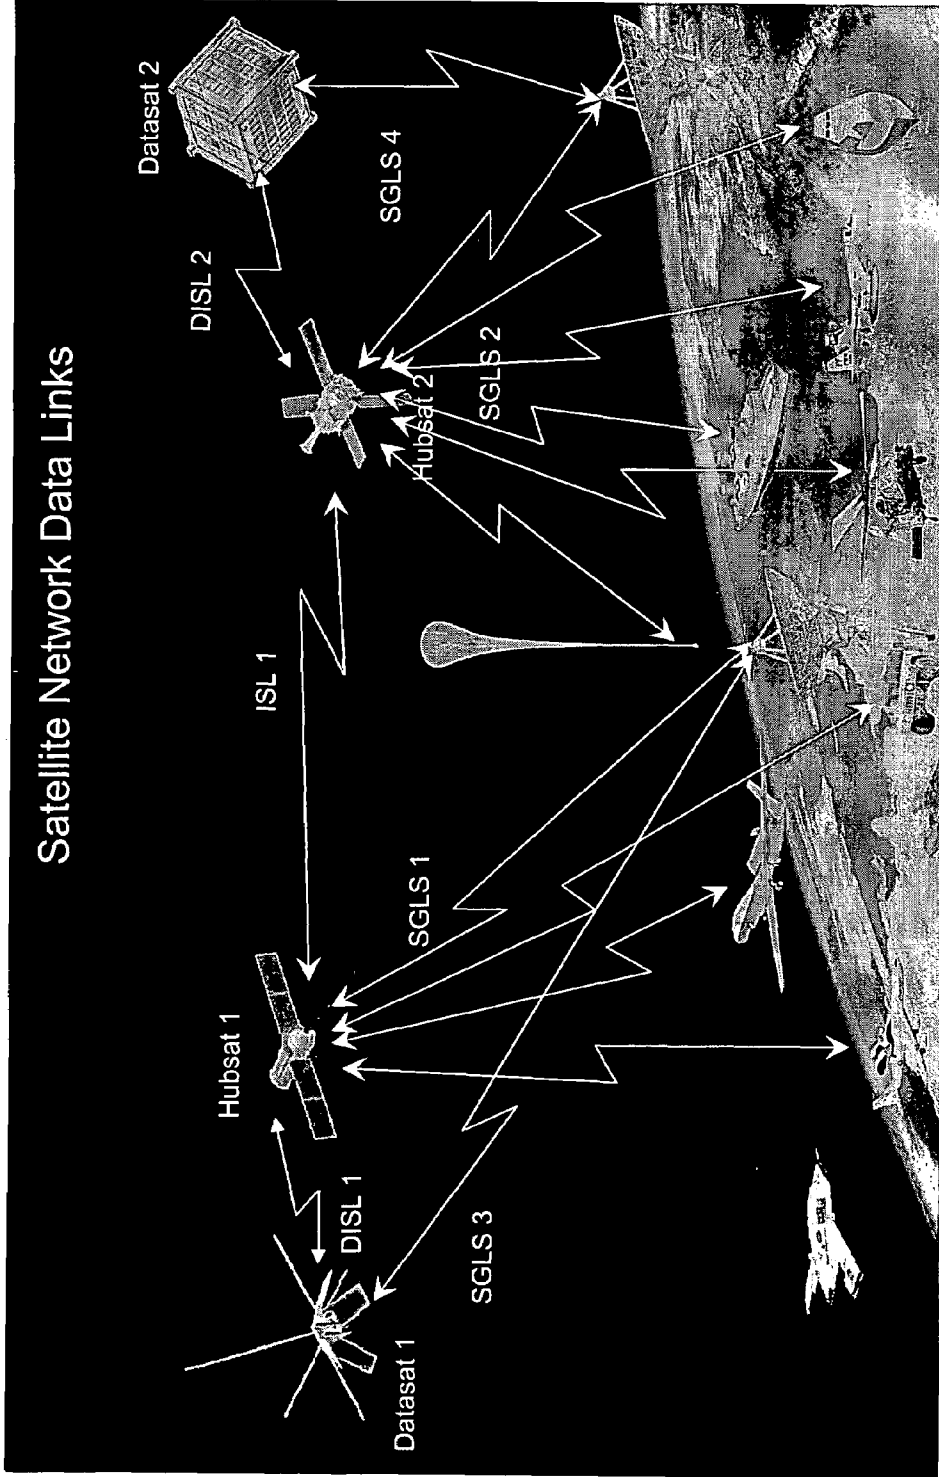 Satellite Network Data Links
Datasat 1
DISL 1
Hubsat 1
ISL 1
Hubsat 2
DISL 2
Datasat 2
SGLS 3
SGLS 1
SGLS 2
SGLS 4